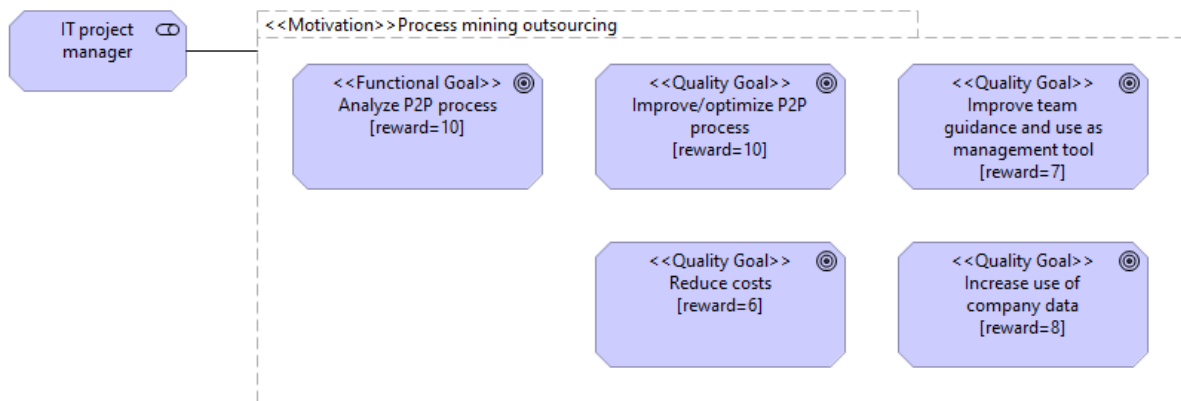 IT project
manager
<<Motivation>>Process mining outsourcing
<<Functional Goal>>
Analyze P2P process
[reward=10]
<<Quality Goal>>
Improve/optimize P2P
process
[reward=10]
<<Quality Goal>>
Improve team
guidance and use as
management tool
[reward=7]
<<Quality Goal>>
Reduce costs
[reward=6]
<<Quality Goal>>
Increase use of
company data
[reward=8]